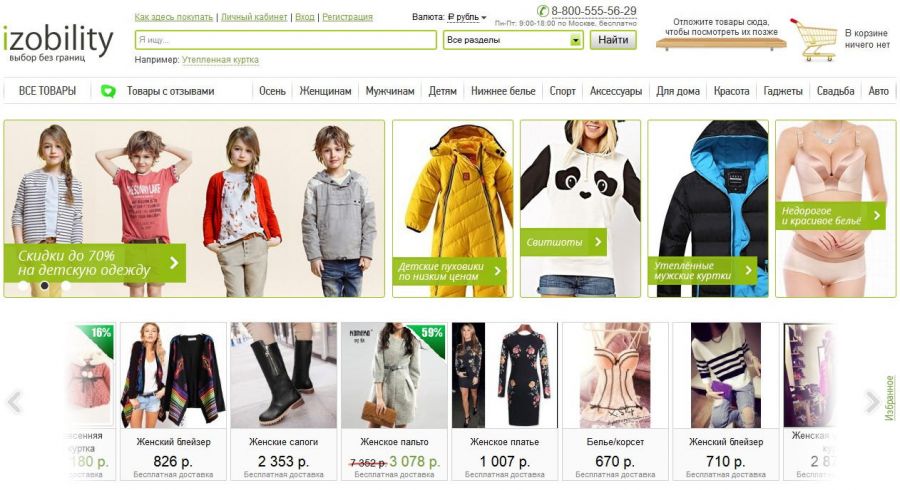 izobility
выбор без границ
Как здесь покупать | Личный кабинет | Вход | Регистрация
Валюта: ₽ рубль
8-800-555-56-29
Пн-Пт: 9:00-18:00 по Москве, бесплатно
Я ищу...
Все разделы
Найти
Например: Утепленная куртка
Отложите товары сюда,
чтобы посмотреть их позже
В корзине
ничего нет
ВСЕ ТОВАРЫ
Товары с отзывами
Осень
Женщинам
Мужчинам
Детям
Нижнее белье
Спорт
Аксессуары
Для дома
Красота
Гаджеты
Свадьба
Авто
Скидки до 70%
на детскую одежду
Детские пуховики
по низким ценам
Свитшоты
Утеплённые
мужские куртки
Недорогое
и красивое бельё
16%
59%
есенняя
куртка
180 р.
доставка
Женский блейзер
826 р.
Бесплатная доставка
Женские сапоги
2 353 р.
Бесплатная доставка
Женское пальто
7 352 р. 3 078 р.
Бесплатная доставка
Женское платье
1 007 р.
Бесплатная доставка
Белье/корсет
670 р.
Бесплатная доставка
Женский блейзер
710 р.
Бесплатная доставка
Женская
2 8
Бесплатная
Избранное